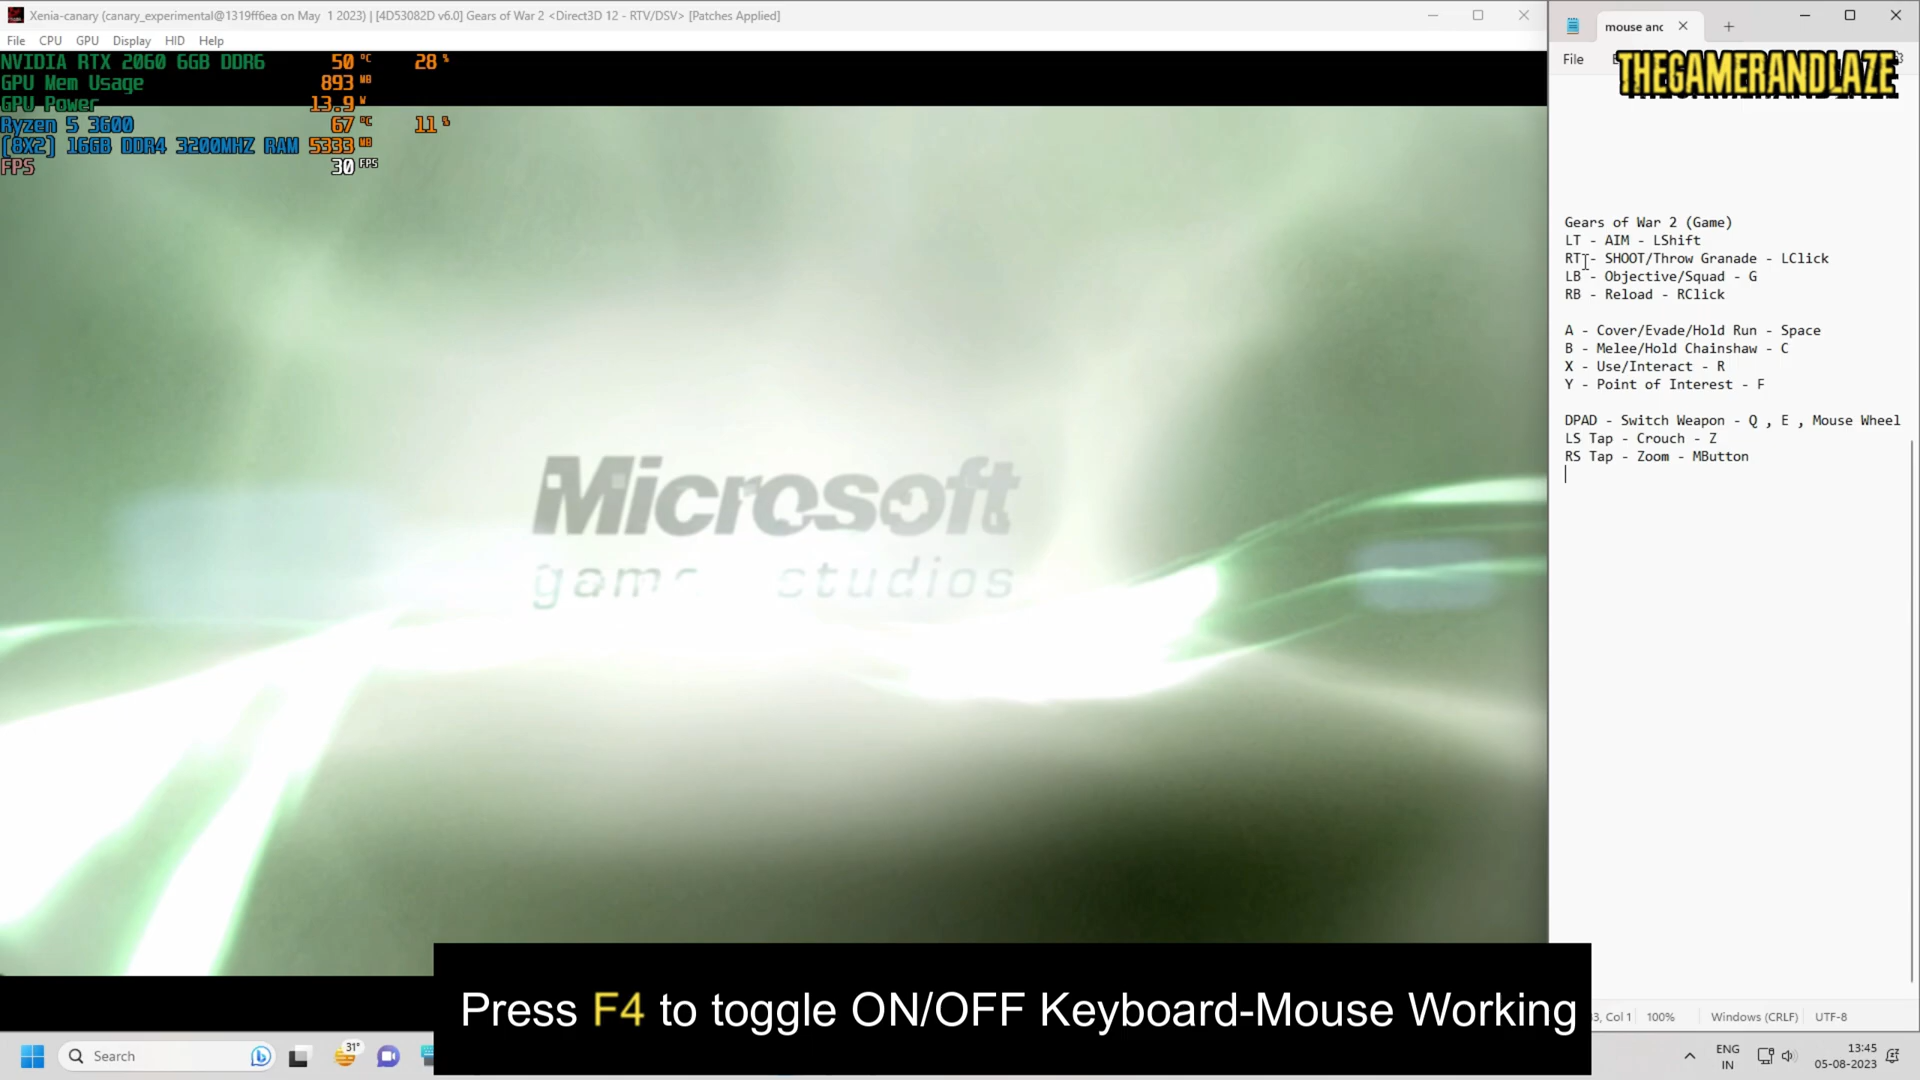 Xenia-canary (canary_experimental@1319ff6ea on May 1 2023) | [4D53082D v6.0] Gears of War 2 <Direct3D 12 - RTV/DSV> [Patches Applied]
File CPU GPU Display HID Help
NVIDIA RTX 2060 6GB DDR6 50 °C 28 %
GPU Mem Usage 893 MB
GPU Power 13.9 W
Ryzen 5 3600 67 °C 11 %
[8X2] 16GB DDR4 3200MHZ RAM 5333 MB
FPS 30 FPS
Microsoft
game studios
mouse anc
File
THEGAMERANDLAZE
Gears of War 2 (Game)
LT - AIM - LShift
RT - SHOOT/Throw Granade - LClick
LB - Objective/Squad - G
RB - Reload - RClick
A - Cover/Evade/Hold Run - Space
B - Melee/Hold Chainshaw - C
X - Use/Interact - R
Y - Point of Interest - F
DPAD - Switch Weapon - Q , E , Mouse Wheel
LS Tap - Crouch - Z
RS Tap - Zoom - MButton
Press F4 to toggle ON/OFF Keyboard-Mouse Working
3, Col 1 100% Windows (CRLF) UTF-8
Search
31°
ENG
IN
13:45
05-08-2023